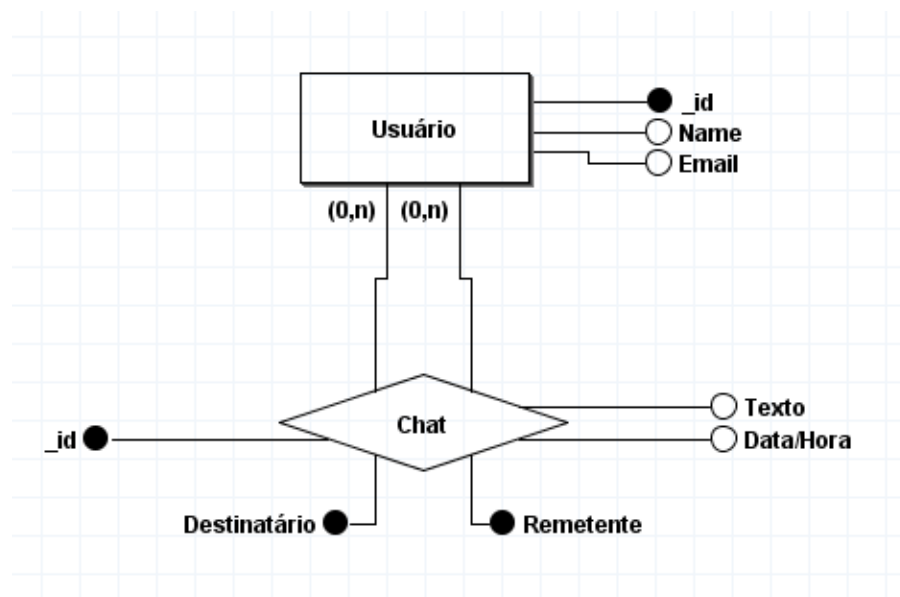 Usuário
_id
Name
Email
(0,n) (0,n)
Chat
Texto
_id
Data/Hora
Destinatário
Remetente